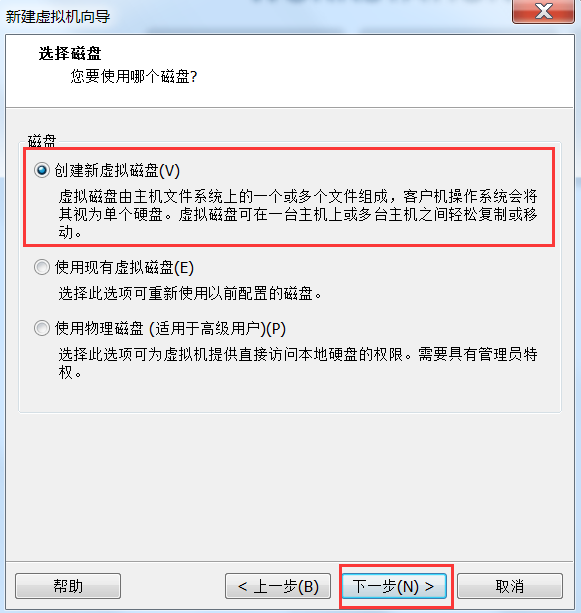 新建虚拟机向导
选择磁盘
您要使用哪个磁盘?
磁盘
创建新虚拟磁盘(V)
虚拟磁盘由主机文件系统上的一个或多个文件组成，客户机操作系统会将
其视为单个硬盘。虚拟磁盘可在一台主机上或多台主机之间轻松复制或移
动。
使用现有虚拟磁盘(E)
选择此选项可重新使用以前配置的磁盘。
使用物理磁盘 (适用于高级用户)(P)
选择此选项可为虚拟机提供直接访问本地硬盘的权限。需要具有管理员特
权。
帮助
< 上一步(B)
下一步(N) >
取消